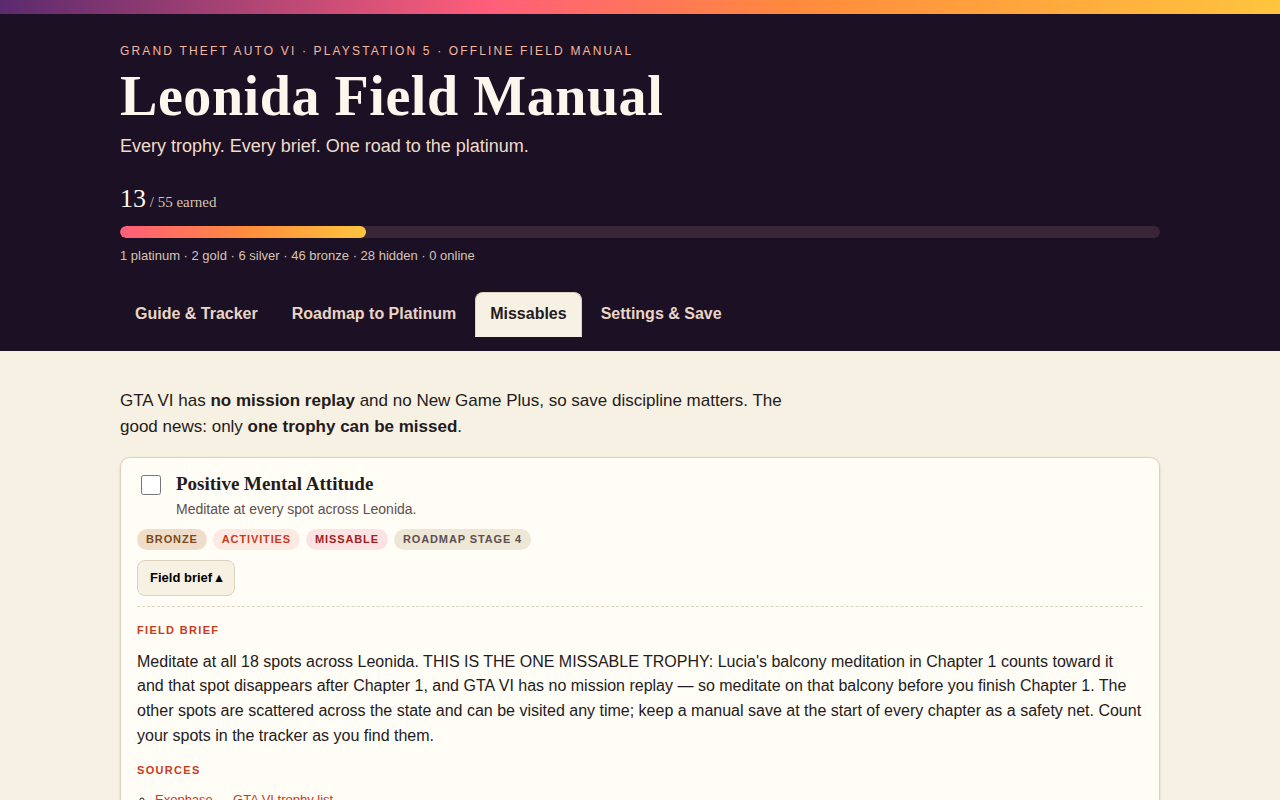 GRAND THEFT AUTO VI · PLAYSTATION 5 · OFFLINE FIELD MANUAL
Leonida Field Manual
Every trophy. Every brief. One road to the platinum.
13 / 55 earned
1 platinum · 2 gold · 6 silver · 46 bronze · 28 hidden · 0 online
Guide & Tracker Roadmap to Platinum Missables Settings & Save
GTA VI has no mission replay and no New Game Plus, so save discipline matters. The
good news: only one trophy can be missed.
Positive Mental Attitude
Meditate at every spot across Leonida.
BRONZE ACTIVITIES MISSABLE ROADMAP STAGE 4
Field brief ▴
FIELD BRIEF
Meditate at all 18 spots across Leonida. THIS IS THE ONE MISSABLE TROPHY: Lucia's balcony meditation in Chapter 1 counts toward it
and that spot disappears after Chapter 1, and GTA VI has no mission replay — so meditate on that balcony before you finish Chapter 1. The
other spots are scattered across the state and can be visited any time; keep a manual save at the start of every chapter as a safety net. Count
your spots in the tracker as you find them.
SOURCES
Exophase — GTA VI trophy list